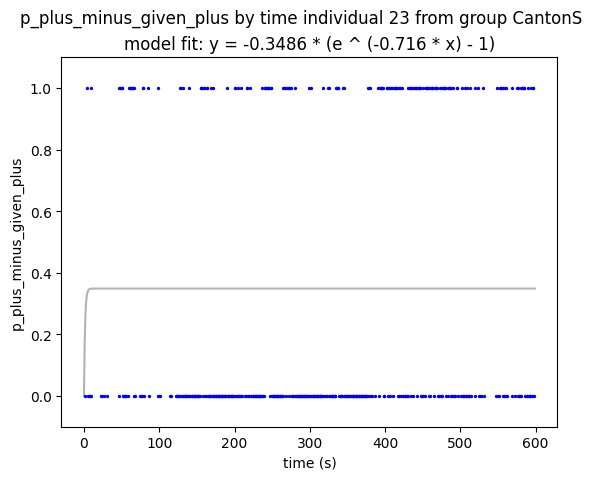 p_plus_minus_given_plus by time individual 23 from group CantonS
model fit: y = -0.3486 * (e ^ (-0.716 * x) - 1)
1.0
0.8
0.6
0.4
0.2
0.0
p_plus_minus_given_plus
0 100 200 300 400 500 600
time (s)